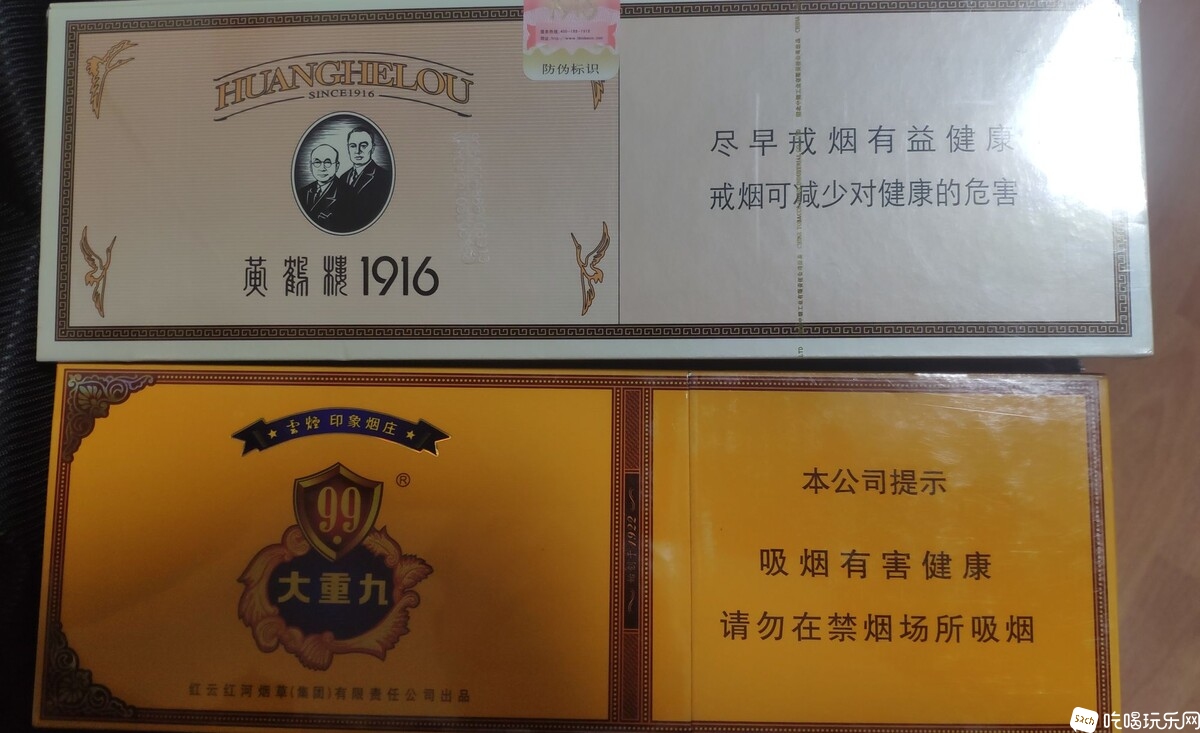 防伪标识
HUANGHELOU
SINCE1916
黄鹤楼1916
尽早戒烟有益健康
戒烟可减少对健康的危害
雲煙 印象烟庄
99
®
大重九
红云红河烟草(集团)有限责任公司出品
1922
本公司提示
吸烟有害健康
请勿在禁烟场所吸烟
52ch 吃喝玩乐网